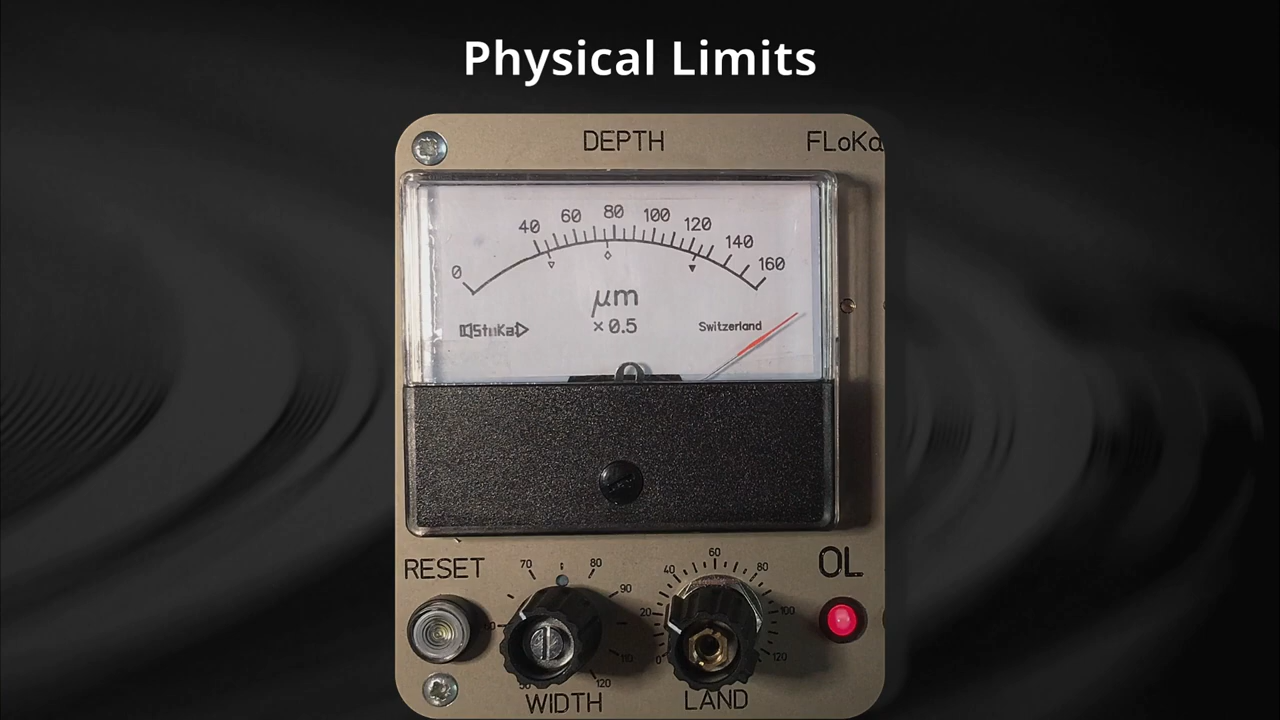 Physical Limits
DEPTH
FLoKa
0 40 60 80 100 120 140 160
µm
× 0.5
StuKa
Switzerland
RESET
OL
70 80 90 110 120
0 20 40 60 80 100 120
WIDTH
LAND